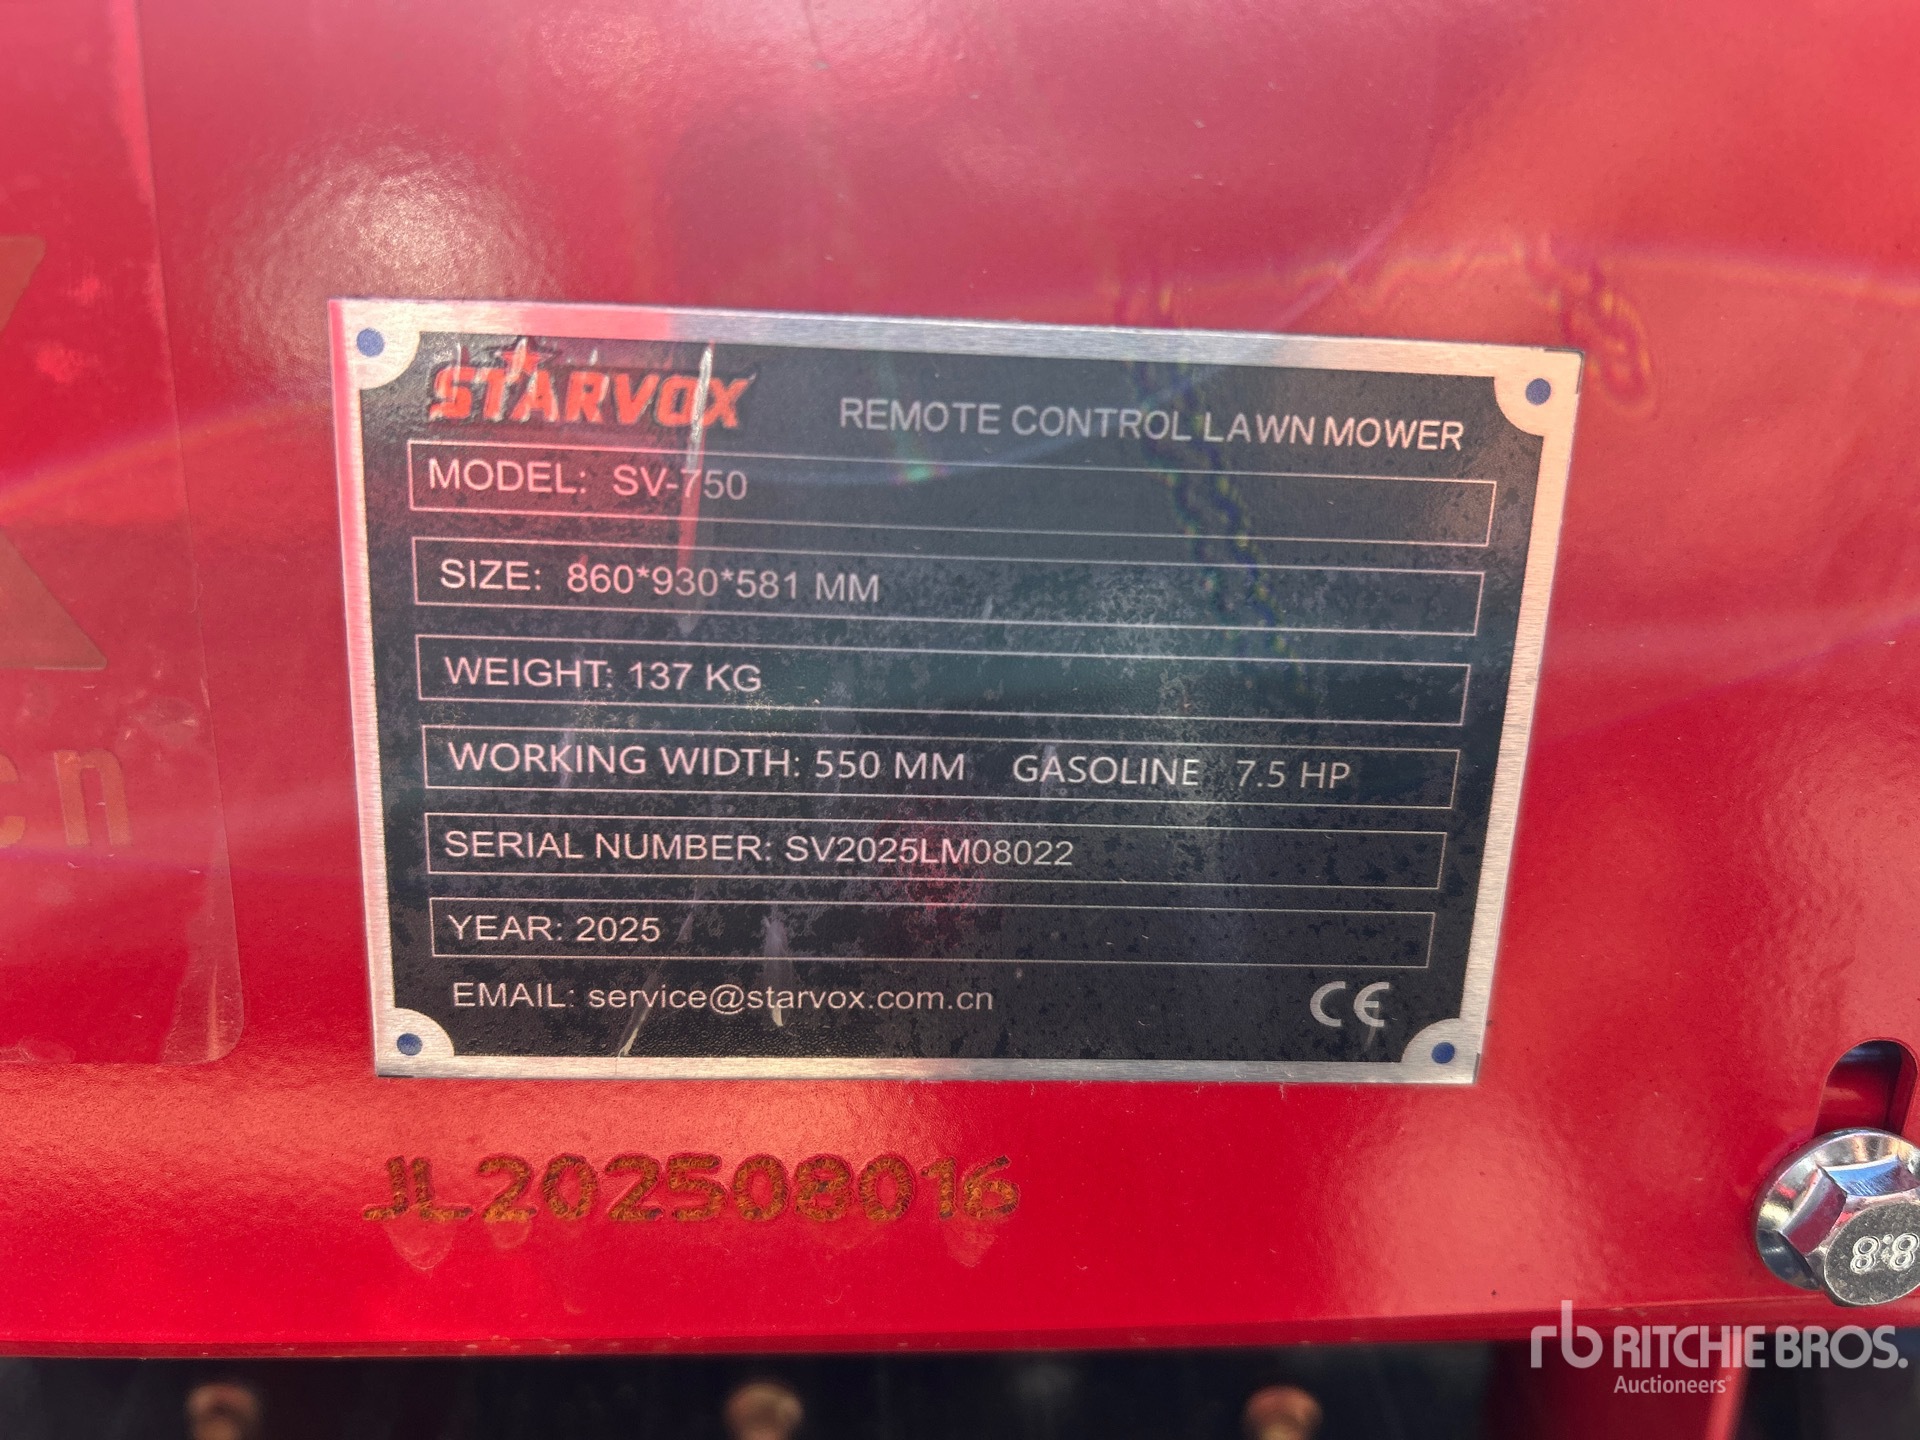 STARVOX
REMOTE CONTROL LAWN MOWER
MODEL: SV-750
SIZE: 860*930*581 MM
WEIGHT: 137 KG
WORKING WIDTH: 550 MM GASOLINE 7.5 HP
SERIAL NUMBER: SV2025LM08022
YEAR: 2025
EMAIL: service@starvox.com.cn
CE
cn
JL202508016
8.8
rb RITCHIE BROS.
Auctioneers